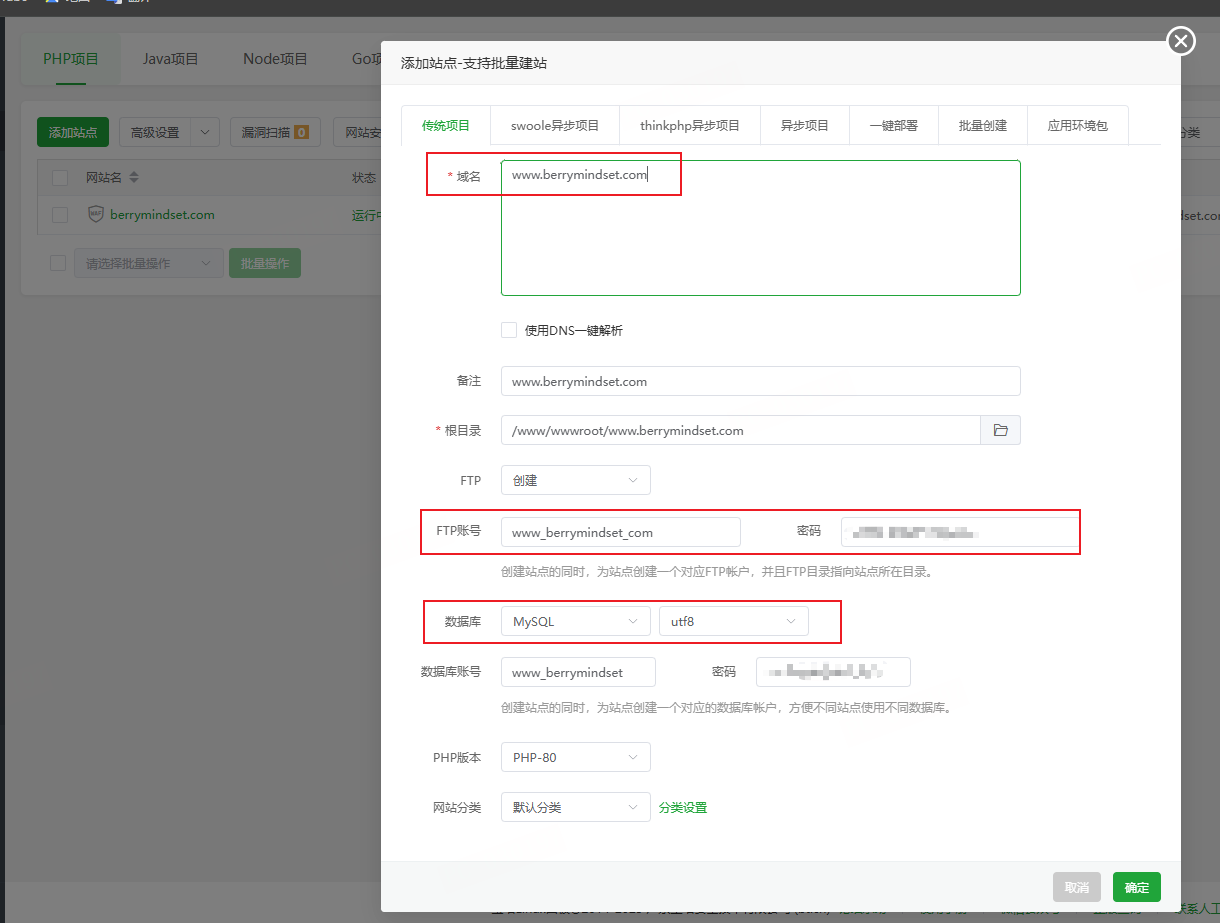 PHP项目 Java项目 Node项目
添加站点-支持批量建站
传统项目 swoole异步项目 thinkphp异步项目 异步项目 一键部署 批量创建 应用环境包
添加站点 高级设置 漏洞扫描 0 网站安 分类
* 域名 www.berrymindset.com
网站名 状态
berrymindset.com 运行中
请选择批量操作 批量操作
使用DNS一键解析
备注 www.berrymindset.com
* 根目录 /www/wwwroot/www.berrymindset.com
FTP 创建
FTP账号 www_berrymindset_com 密码
创建站点的同时，为站点创建一个对应FTP帐户，并且FTP目录指向站点所在目录。
数据库 MySQL utf8
数据库账号 www_berrymindset 密码
创建站点的同时，为站点创建一个对应的数据库帐户，方便不同站点使用不同数据库。
PHP版本 PHP-80
网站分类 默认分类 分类设置
取消 确定